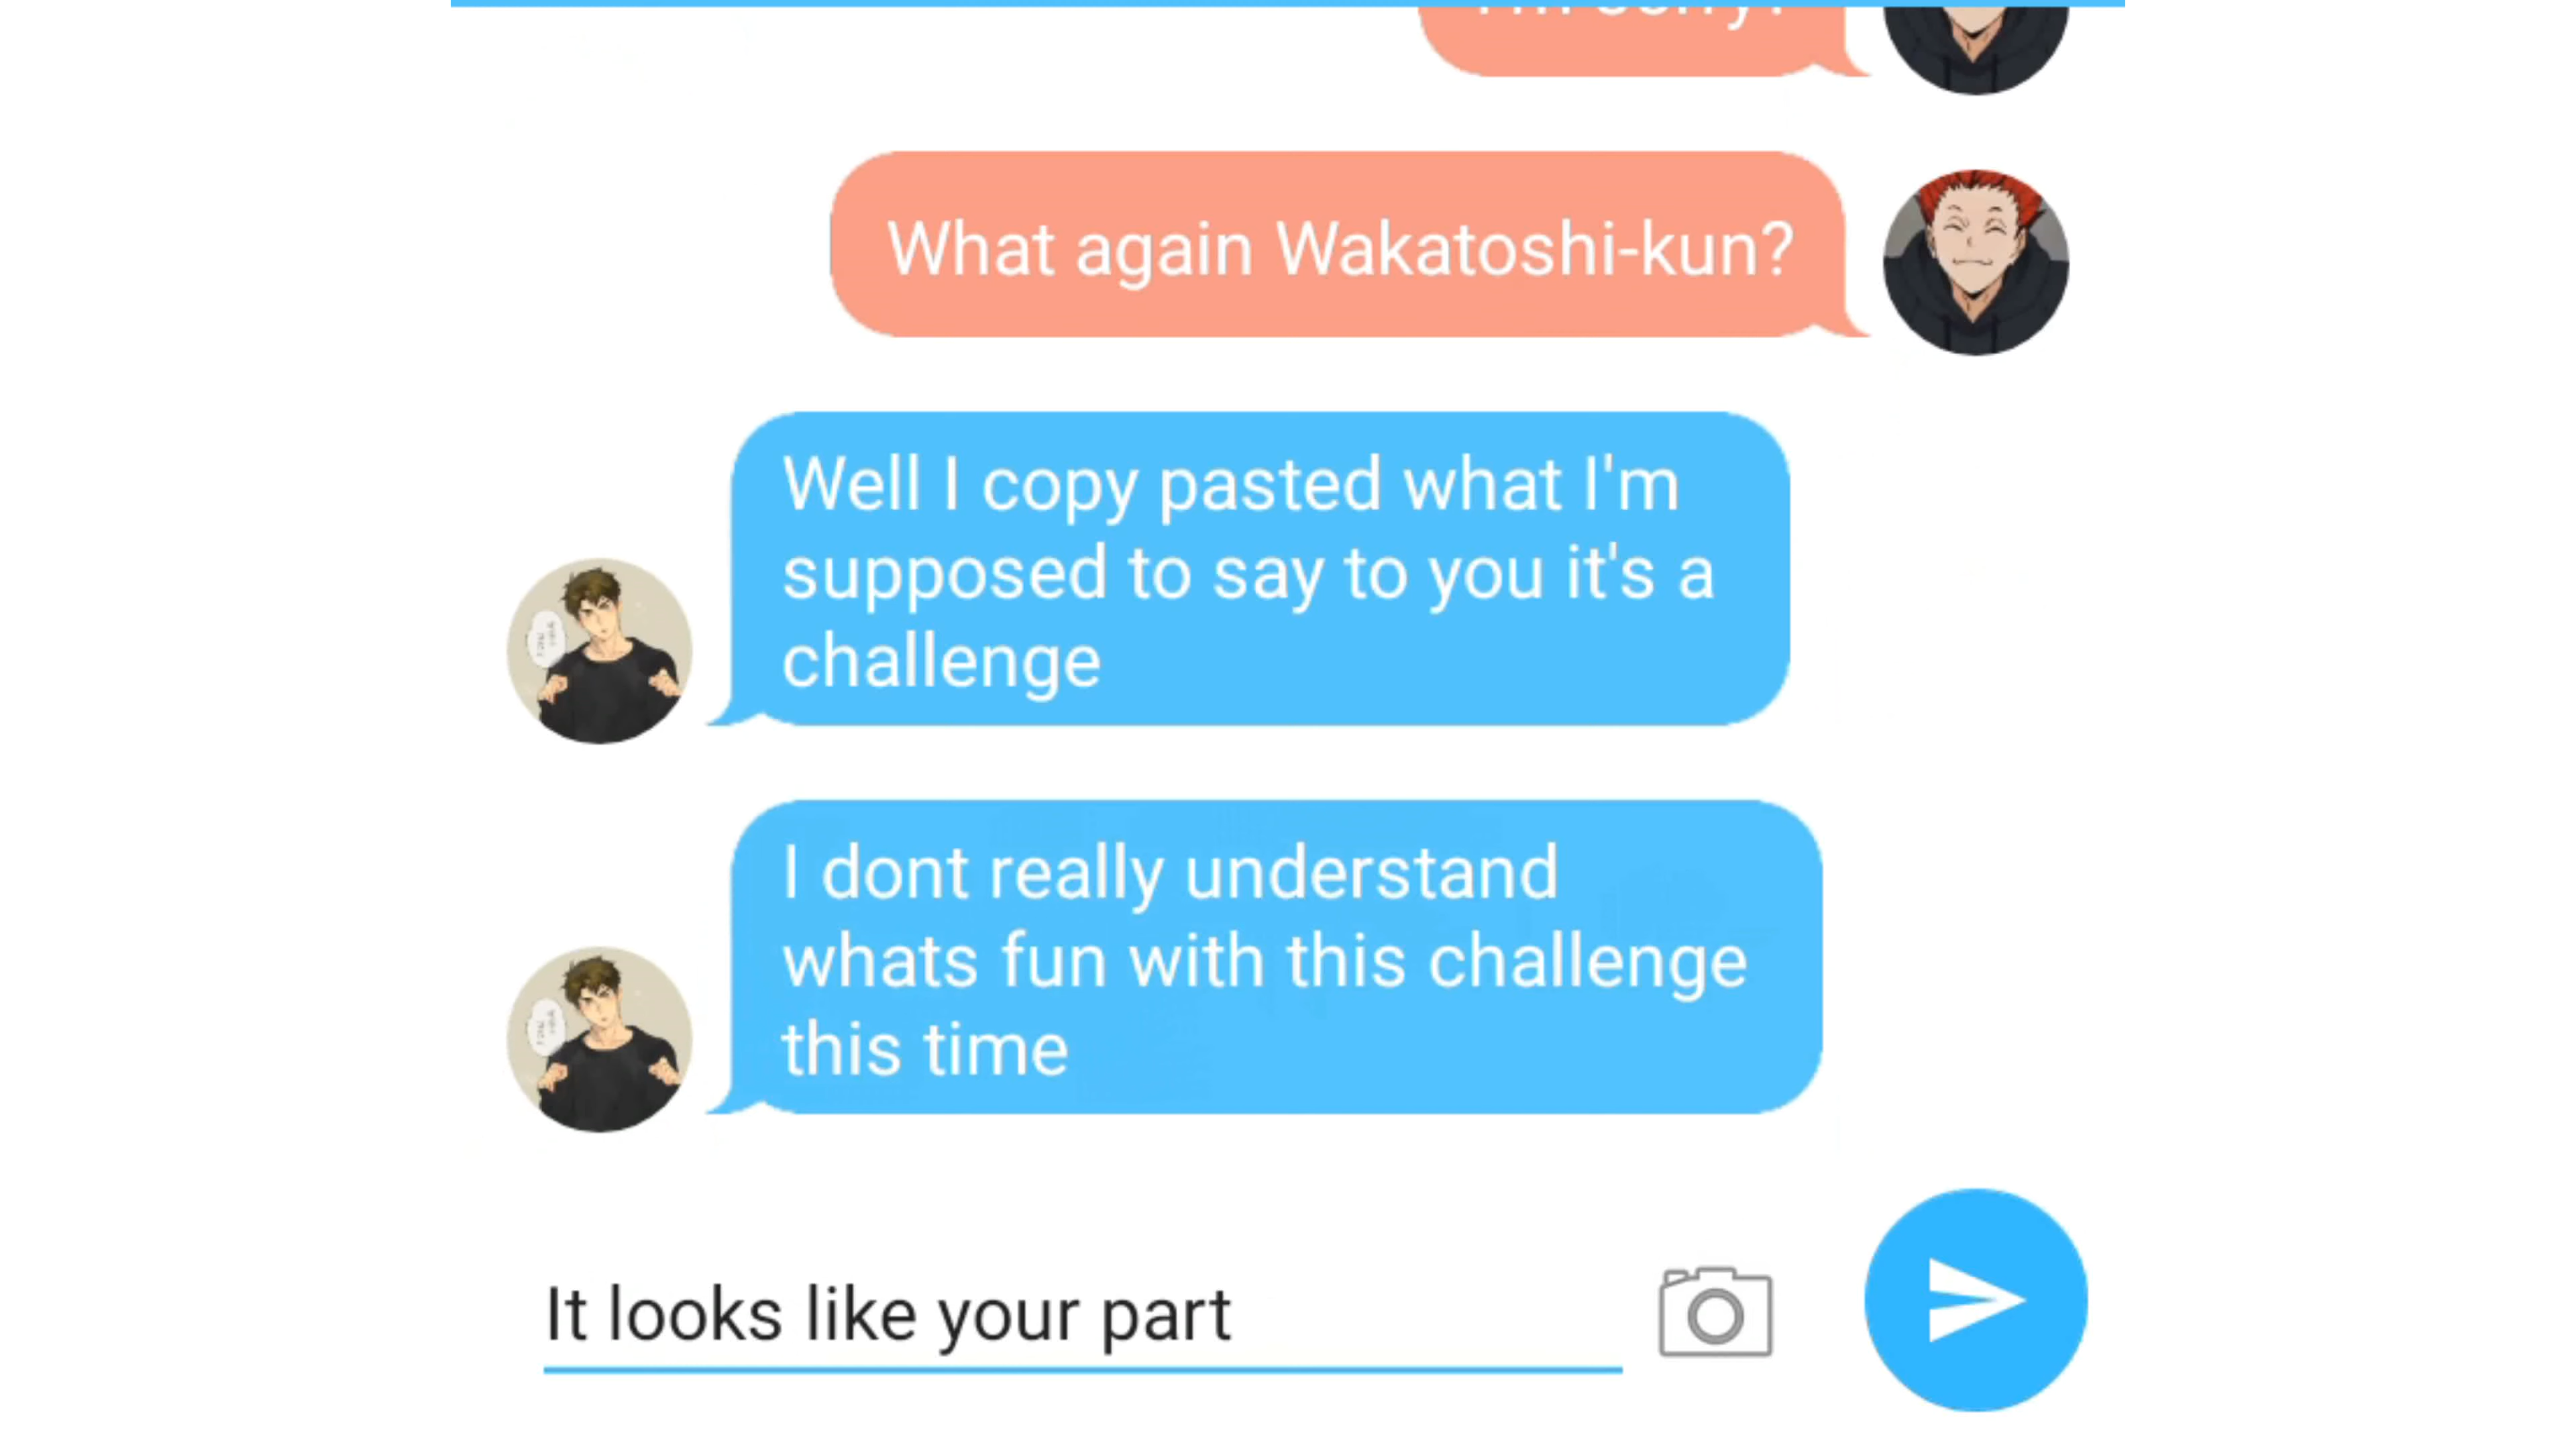 What again Wakatoshi-kun?
Well I copy pasted what I'm
supposed to say to you it's a
challenge
I dont really understand
whats fun with this challenge
this time
It looks like your part